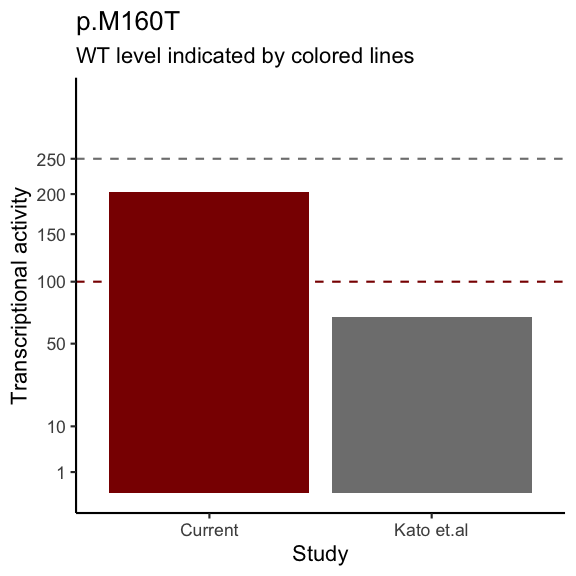 p.M160T
WT level indicated by colored lines
Transcriptional activity
250
200
150
100
50
10
1
Current
Kato et.al
Study